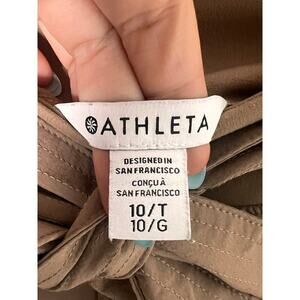 ATHLETA
DESIGNED IN
SAN FRANCISCO
CONÇU À
SAN FRANCISCO
10/T
10/G